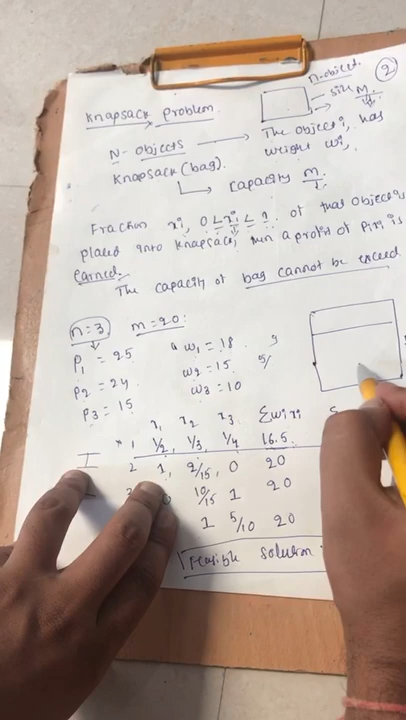 n-object.
size M.
2
Knapsack problem
N- Objects
The object i, has
weight wi,
Knapsack (bag).
Capacity m.
Fraction xi, 0 ≤ xi ≤ 1. of that object is
placed into knapsack, then a profit of Pixi is
Earned.
The capacity of bag cannot be exceed
n=3 m=20:
P1 = 25 w1 = 18
P2 = 24 w2 = 15
P3 = 15 w3 = 10
x1 x2 x3 Σwixi
1 1/2, 1/3, 1/4 16.5
I 2 1, 2/15, 0 20
10/15 1 20
1 5/10 20
Feasible Solution